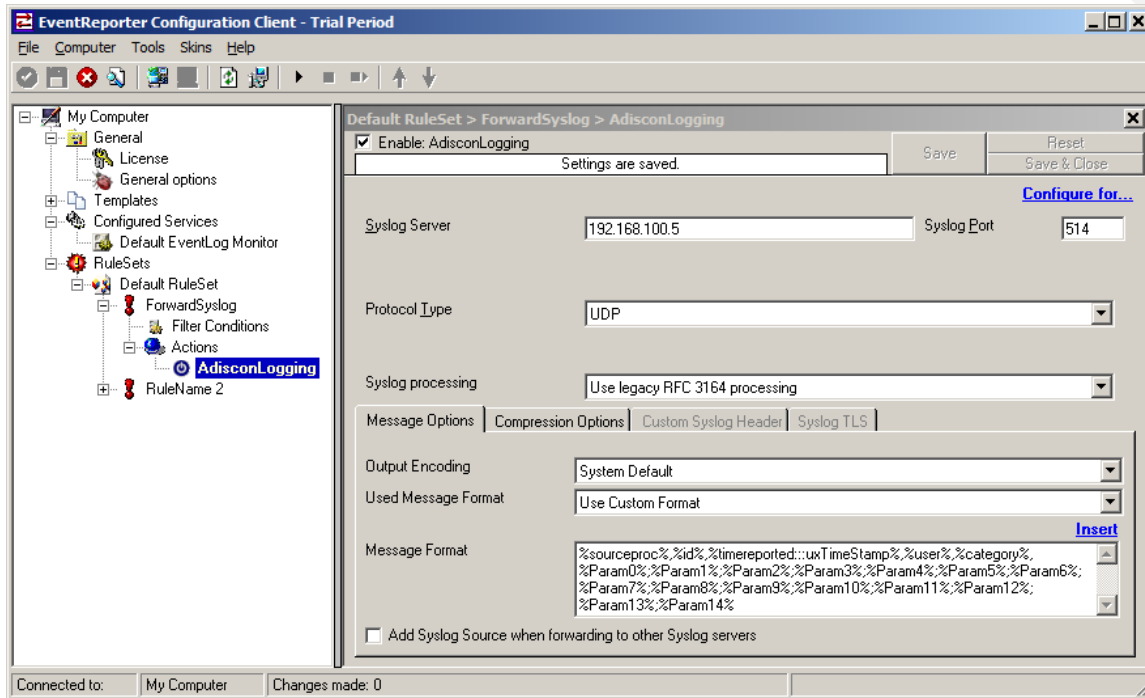 EventReporter Configuration Client - Trial Period
File Computer Tools Skins Help
My Computer
General
License
General options
Templates
Configured Services
Default EventLog Monitor
RuleSets
Default RuleSet
ForwardSyslog
Filter Conditions
Actions
AdisconLogging
RuleName 2
Default RuleSet > ForwardSyslog > AdisconLogging
Enable: AdisconLogging
Settings are saved.
Save
Reset
Save & Close
Configure for...
Syslog Server 192.168.100.5 Syslog Port 514
Protocol Type UDP
Syslog processing Use legacy RFC 3164 processing
Message Options Compression Options Custom Syslog Header Syslog TLS
Output Encoding System Default
Used Message Format Use Custom Format
Insert
Message Format
%sourceproc%,%id%,%timereported:::uxTimeStamp%,%user%,%category%,
%Param0%;%Param1%;%Param2%;%Param3%;%Param4%;%Param5%;%Param6%;
%Param7%;%Param8%;%Param9%;%Param10%;%Param11%;%Param12%;
%Param13%;%Param14%
Add Syslog Source when forwarding to other Syslog servers
Connected to: My Computer Changes made: 0